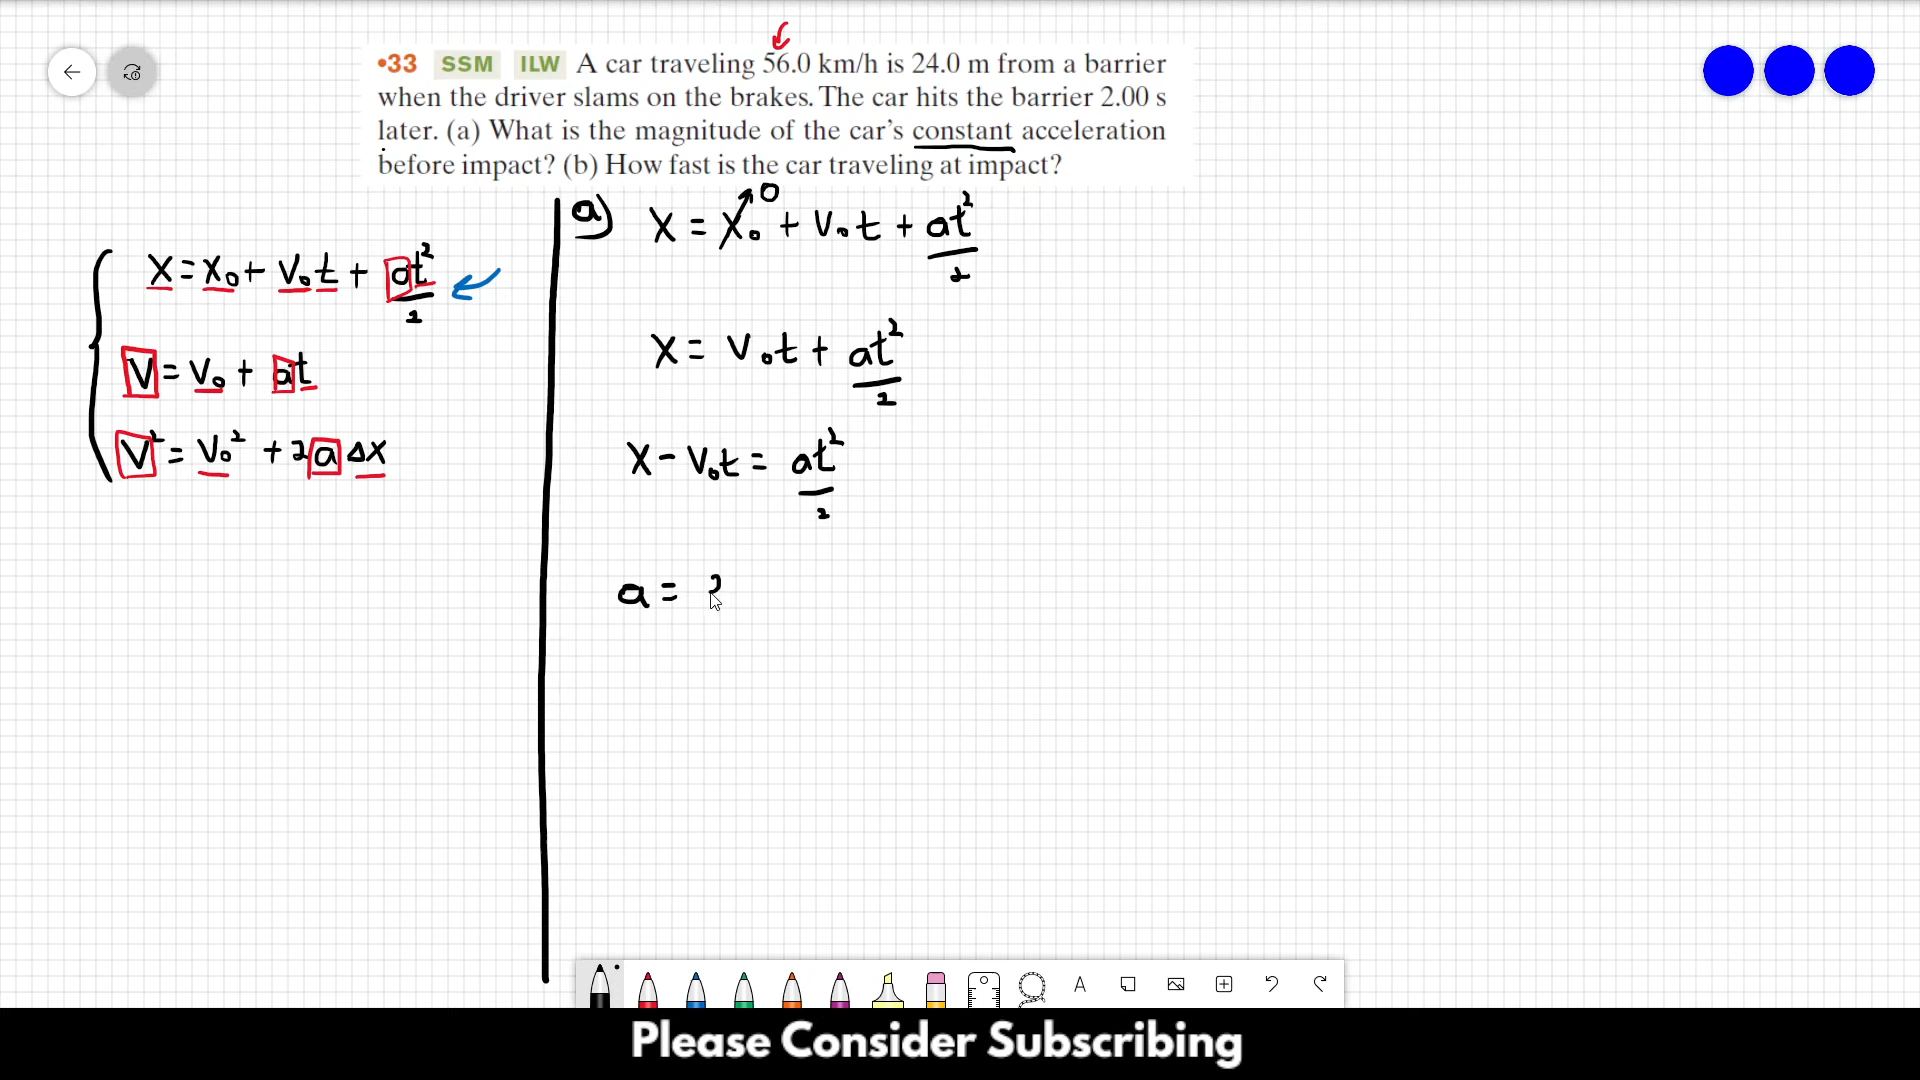 •33 SSM ILW A car traveling 56.0 km/h is 24.0 m from a barrier
when the driver slams on the brakes. The car hits the barrier 2.00 s
later. (a) What is the magnitude of the car's constant acceleration
before impact? (b) How fast is the car traveling at impact?
x = x₀ + v₀t + at²/2
v = v₀ + at
v² = v₀² + 2aΔx
a) x = x₀ ⁰ + v₀t + at²/2
x = v₀t + at²/2
x - v₀t = at²/2
a = 2
A
Please Consider Subscribing